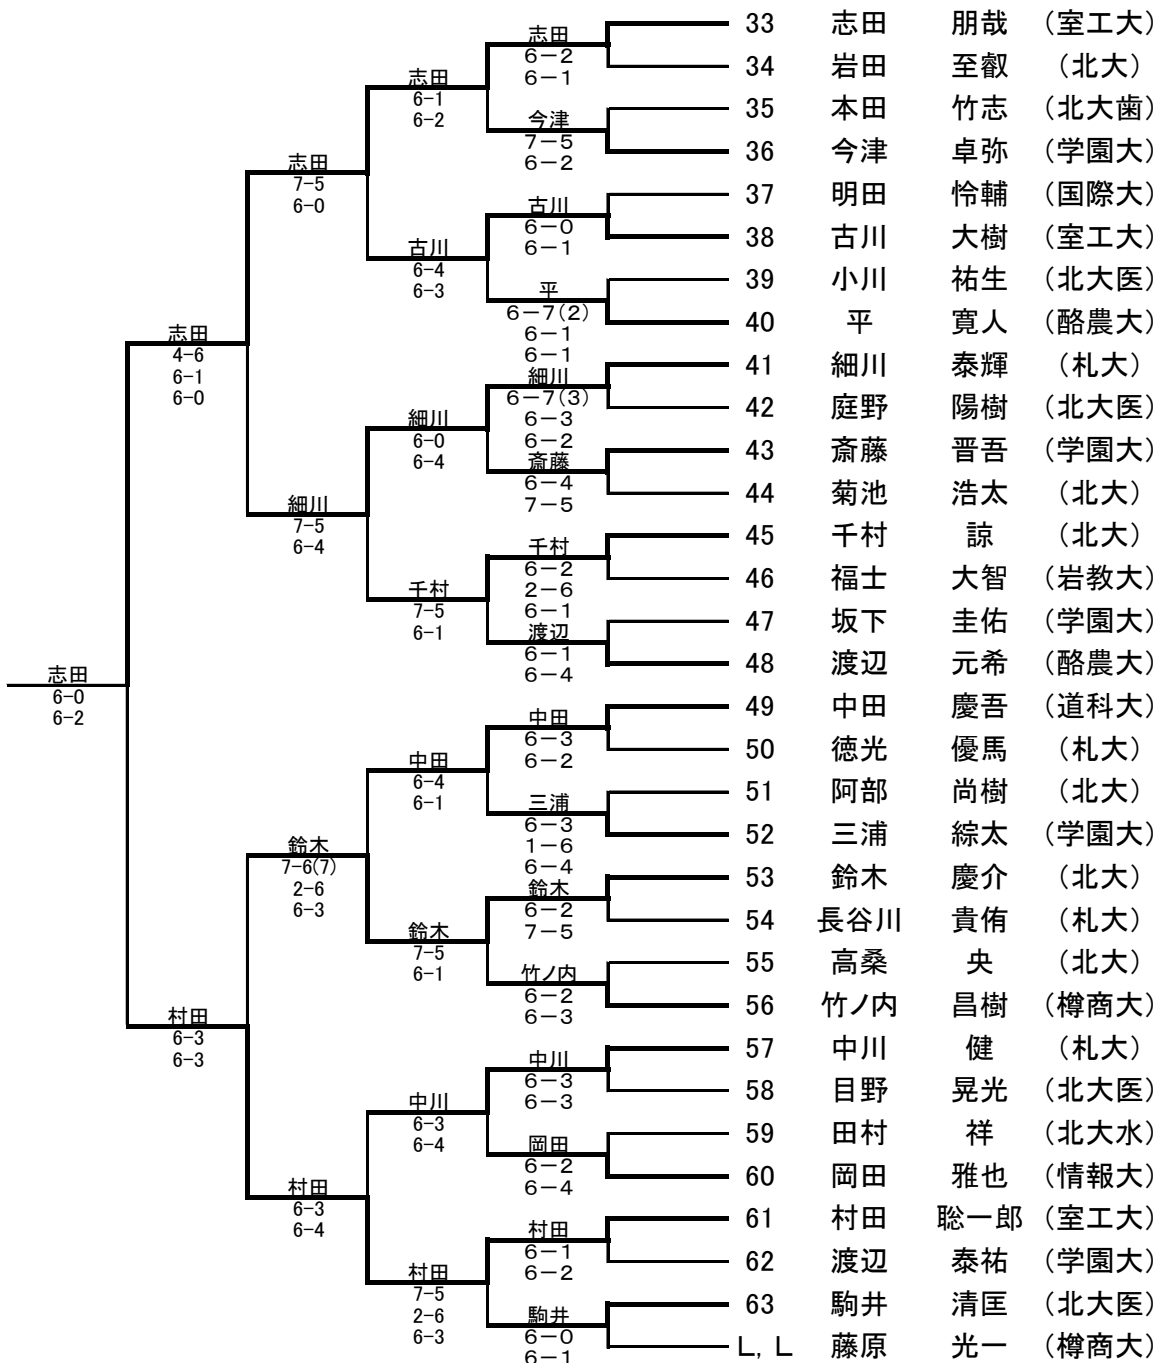 33 志田 朋哉 (室工大)
34 岩田 至叡 (北大)
35 本田 竹志 (北大歯)
36 今津 卓弥 (学園大)
37 明田 怜輔 (国際大)
38 古川 大樹 (室工大)
39 小川 祐生 (北大医)
40 平 寛人 (酪農大)
41 細川 泰輝 (札大)
42 庭野 陽樹 (北大医)
43 斎藤 晋吾 (学園大)
44 菊池 浩太 (北大)
45 千村 諒 (北大)
46 福士 大智 (岩教大)
47 坂下 圭佑 (学園大)
48 渡辺 元希 (酪農大)
49 中田 慶吾 (道科大)
50 徳光 優馬 (札大)
51 阿部 尚樹 (北大)
52 三浦 綜太 (学園大)
53 鈴木 慶介 (北大)
54 長谷川 貴侑 (札大)
55 高桑 央 (北大)
56 竹ノ内 昌樹 (樽商大)
57 中川 健 (札大)
58 目野 晃光 (北大医)
59 田村 祥 (北大水)
60 岡田 雅也 (情報大)
61 村田 聡一郎 (室工大)
62 渡辺 泰祐 (学園大)
63 駒井 清匡 (北大医)
L, L 藤原 光一 (樽商大)
志田
6-2
6-1
今津
7-5
6-2
古川
6-0
6-1
平
6-7(2)
6-1
6-1
細川
6-7(3)
6-3
6-2
斎藤
6-4
7-5
千村
6-2
2-6
6-1
渡辺
6-1
6-4
中田
6-3
6-2
三浦
6-3
1-6
6-4
鈴木
6-2
7-5
竹ノ内
6-2
6-3
中川
6-3
6-3
岡田
6-2
6-4
村田
6-1
6-2
駒井
6-0
6-1
志田
6-1
6-2
古川
6-4
6-3
細川
6-0
6-4
千村
7-5
6-1
中田
6-4
6-1
鈴木
7-5
6-1
中川
6-3
6-4
村田
7-5
2-6
6-3
志田
7-5
6-0
細川
7-5
6-4
鈴木
7-6(7)
2-6
6-3
村田
6-3
6-4
志田
4-6
6-1
6-0
村田
6-3
6-3
志田
6-0
6-2